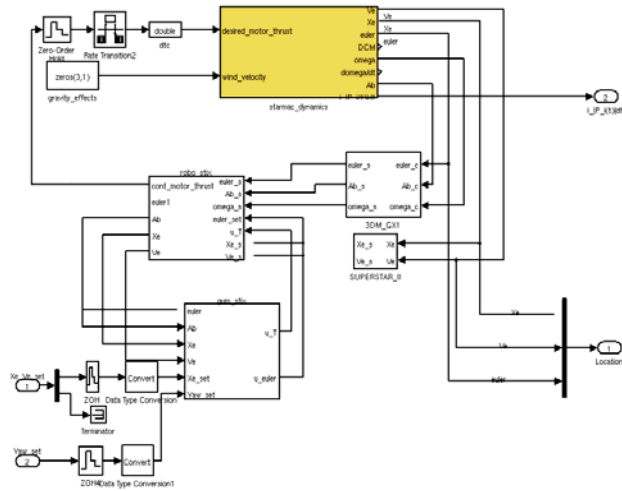 Ve
Xe
euler
DCM
omega
domega/dt
Ab
desired_motor_thrust
wind_velocity
starmac_dynamics
Ve
Xe
euler
Zero-Order
Hold
Rate Transition2
double
dtc
zeros(3,1)
gravity_effects
2
robo_stix
cont_motor_thrust
euler1
Ab
Xe
Ve
euler_s
Ab_s
omega_s
euler_set
u_T
Xe_s
Ve_s
euler_s
Ab_s
omega_s
euler_c
Ab_c
omega_c
3DM_GX1
Xe_s
Ve_s
Xe
Ve
SUPERSTAR_II
euler
Ab
Xe
Ve
Xe_set
Yaw_set
u_T
u_euler
Xe
Ve
euler
1
Location
Xe_Ve_set
1
ZOH
Convert
Data Type Conversion
Terminator
Yaw_set
2
ZOH4
Convert
Data Type Conversion1